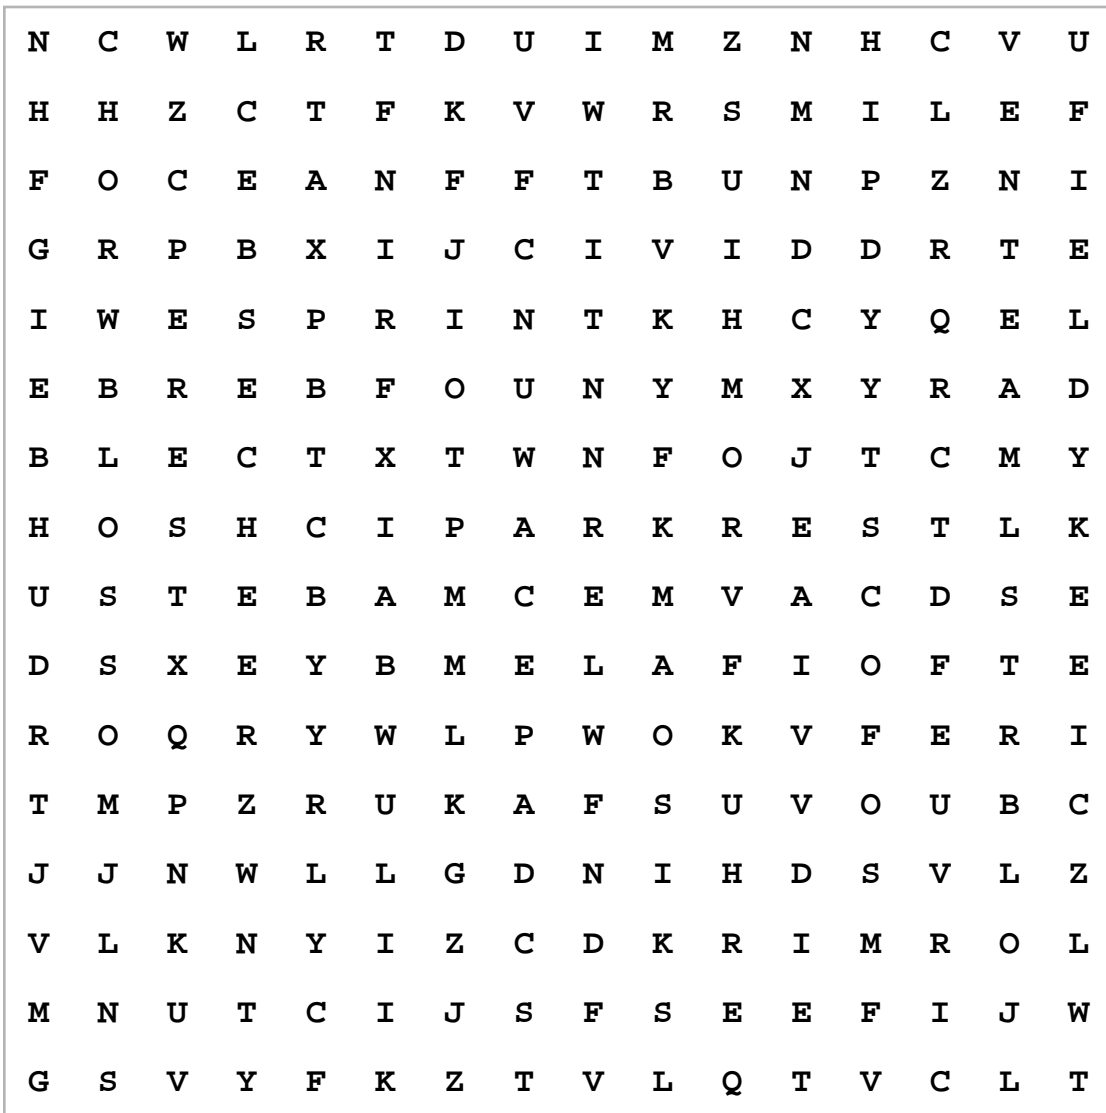 N C W L R T D U I M Z N H C V U
H H Z C T F K V W R S M I L E F
F O C E A N F F T B U N P Z N I
G R P B X I J C I V I D D R T E
I W E S P R I N T K H C Y Q E L
E B R E B F O U N Y M X Y R A D
B L E C T X T W N F O J T C M Y
H O S H C I P A R K R E S T L K
U S T E B A M C E M V A C D S E
D S X E Y B M E L A F I O F T E
R O Q R Y W L P W O K V F E R I
T M P Z R U K A F S U V O U B C
J J N W L L G D N I H D S V L Z
V L K N Y I Z C D K R I M R O L
M N U T C I J S F S E E F I J W
G S V Y F K Z T V L Q T V C L T